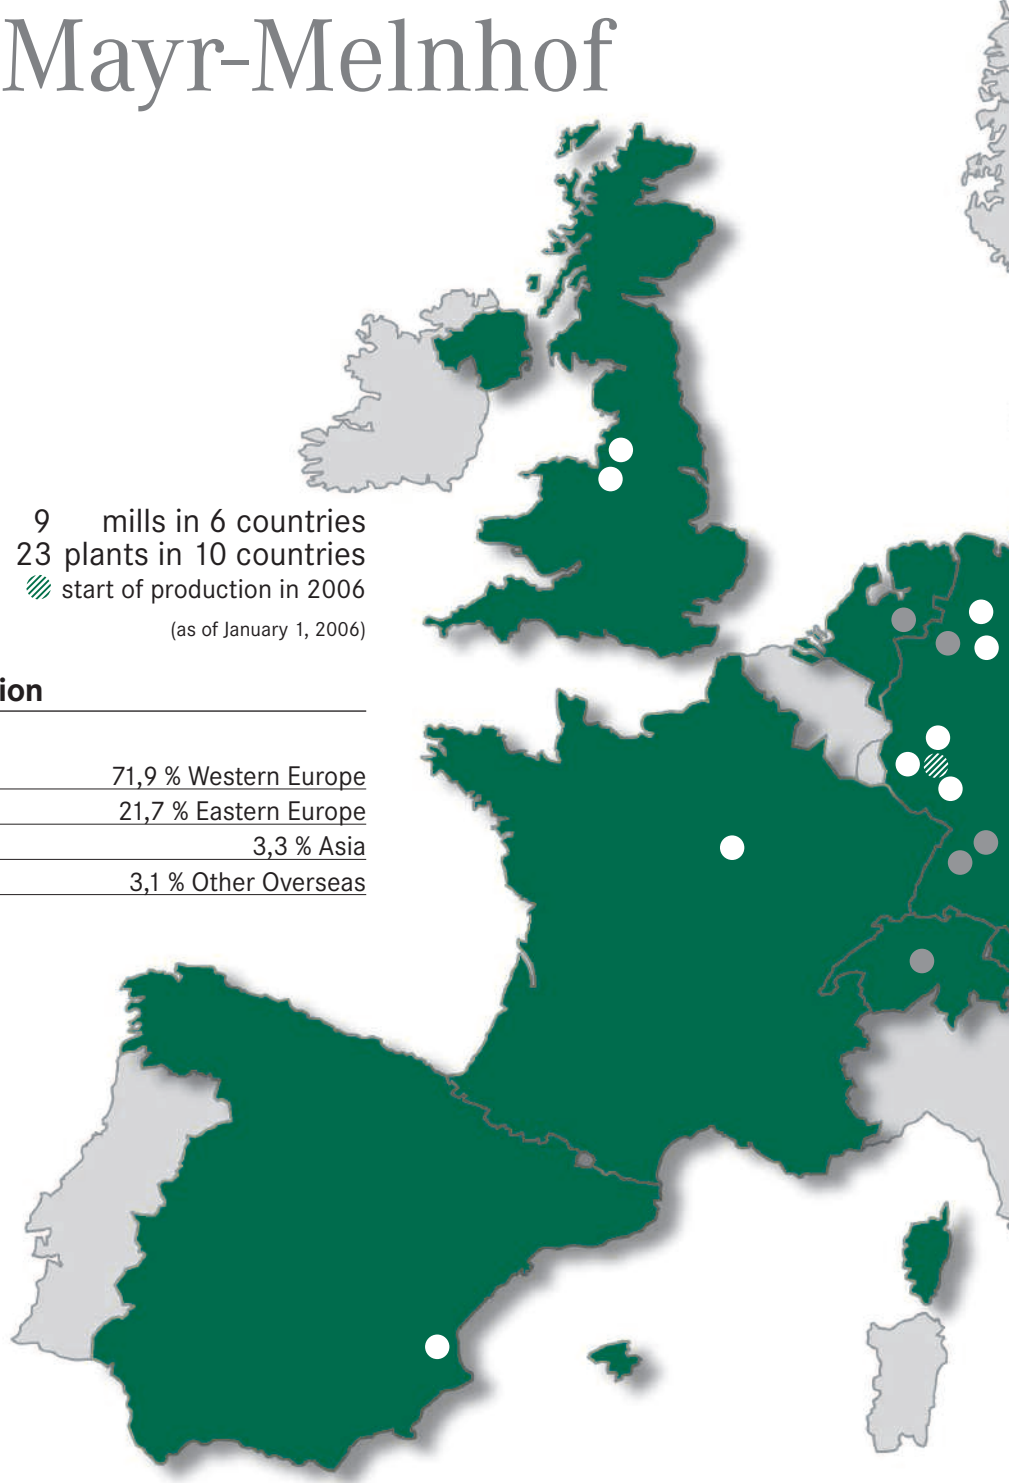 Mayr-Melnhof
9 mills in 6 countries
23 plants in 10 countries
start of production in 2006
(as of January 1, 2006)
ion
71,9 % Western Europe
21,7 % Eastern Europe
3,3 % Asia
3,1 % Other Overseas